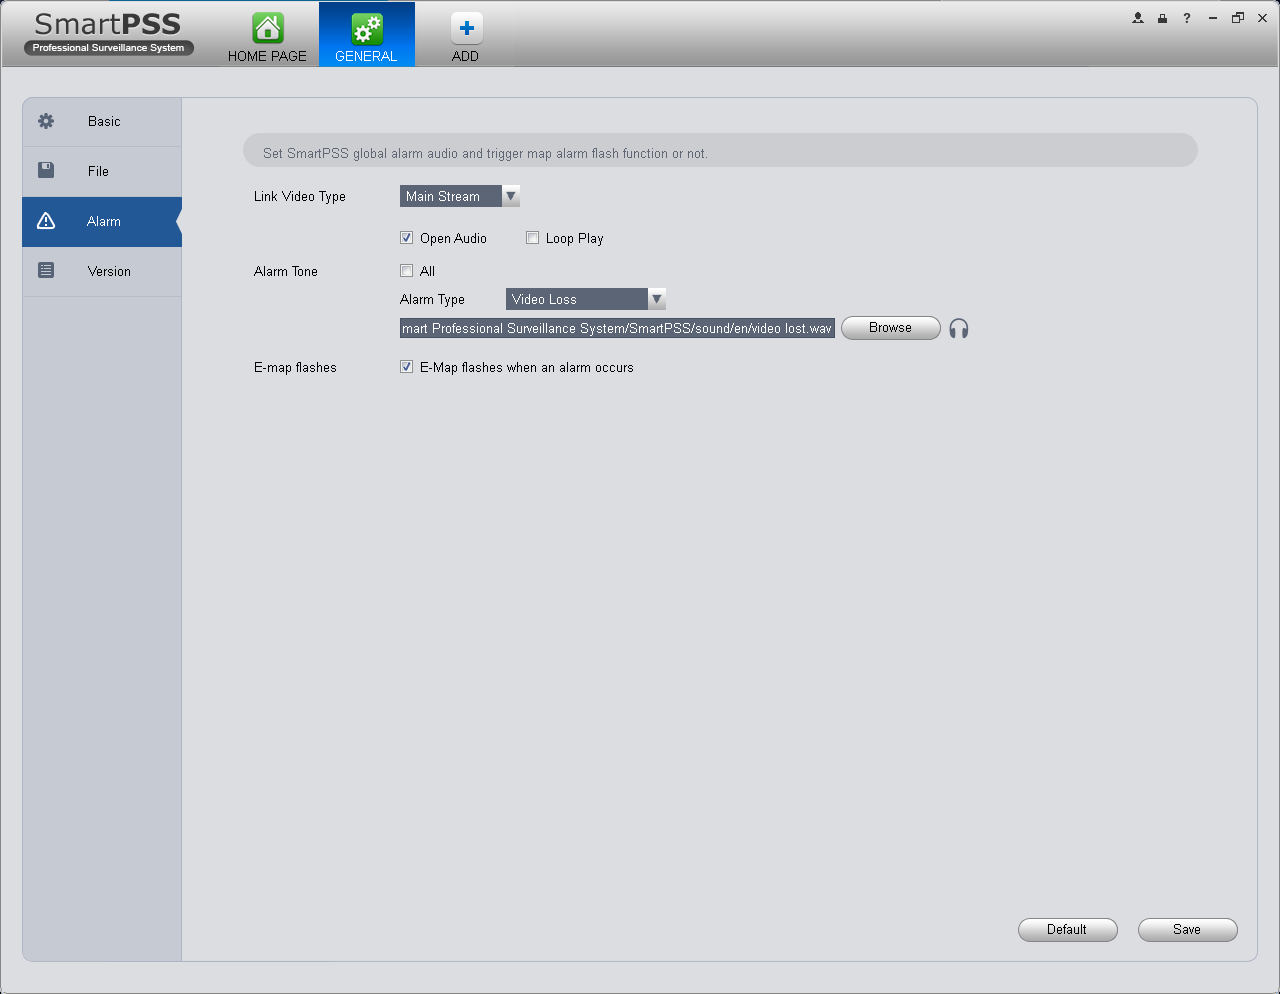 SmartPSS
Professional Surveillance System
HOME PAGE
GENERAL
ADD
?
Basic
File
Alarm
Version
Set SmartPSS global alarm audio and trigger map alarm flash function or not.
Link Video Type Main Stream
Open Audio Loop Play
Alarm Tone All
Alarm Type Video Loss
mart Professional Surveillance System/SmartPSS/sound/en/video lost.wav Browse
E-map flashes E-Map flashes when an alarm occurs
Default Save